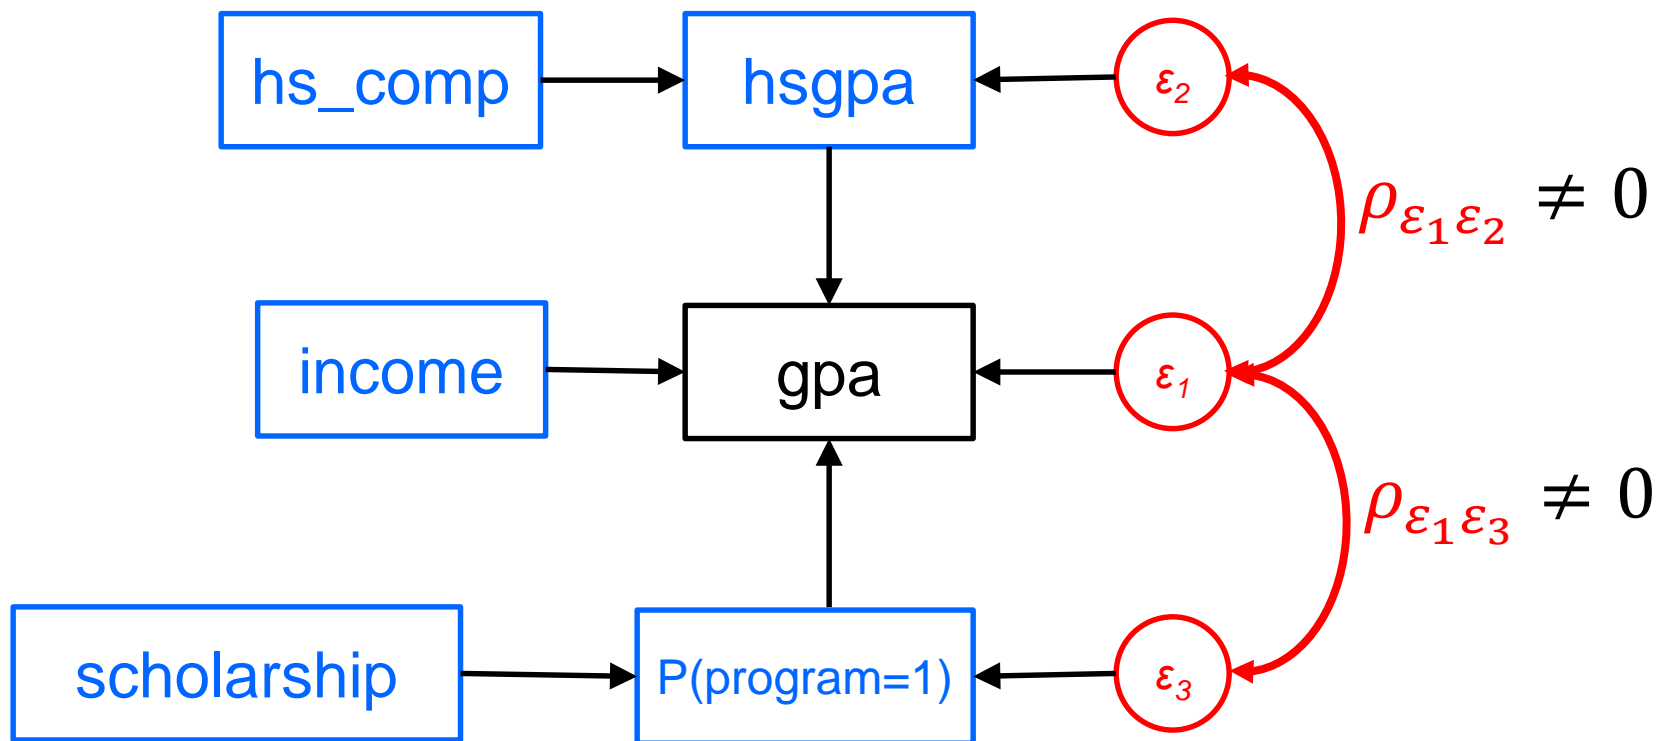 hs_comp
hsgpa
ε2
ρε1ε2 ≠ 0
income
gpa
ε1
ρε1ε3 ≠ 0
scholarship
P(program=1)
ε3